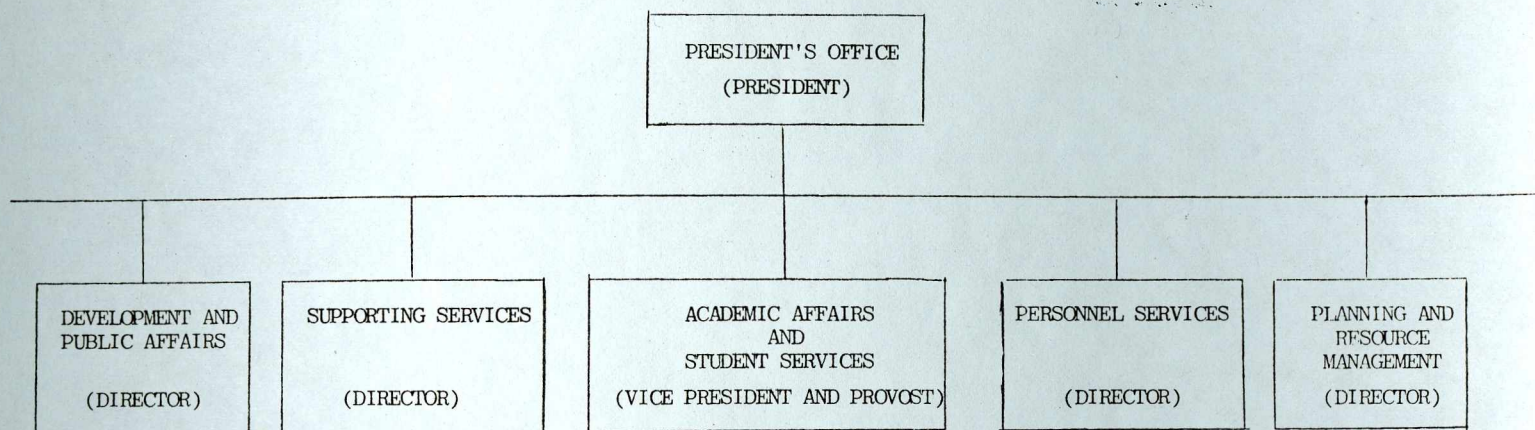 PRESIDENT'S OFFICE
(PRESIDENT)
DEVELOPMENT AND
PUBLIC AFFAIRS
(DIRECTOR)
SUPPORTING SERVICES
(DIRECTOR)
ACADEMIC AFFAIRS
AND
STUDENT SERVICES
(VICE PRESIDENT AND PROVOST)
PERSONNEL SERVICES
(DIRECTOR)
PLANNING AND
RESOURCE
MANAGEMENT
(DIRECTOR)